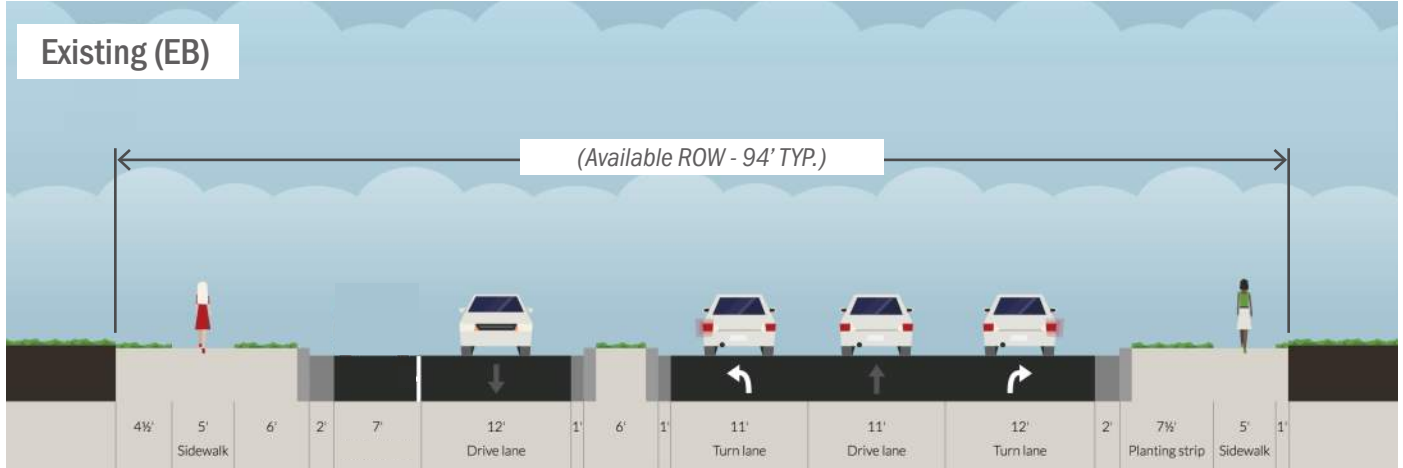 Existing (EB)
(Available ROW - 94’ TYP.)
4½' 5' 6' 2' 7' 12' 1' 6' 1' 11' 11' 12' 2' 7½' 5' 1'
Sidewalk Drive lane Turn lane Drive lane Turn lane Planting strip Sidewalk